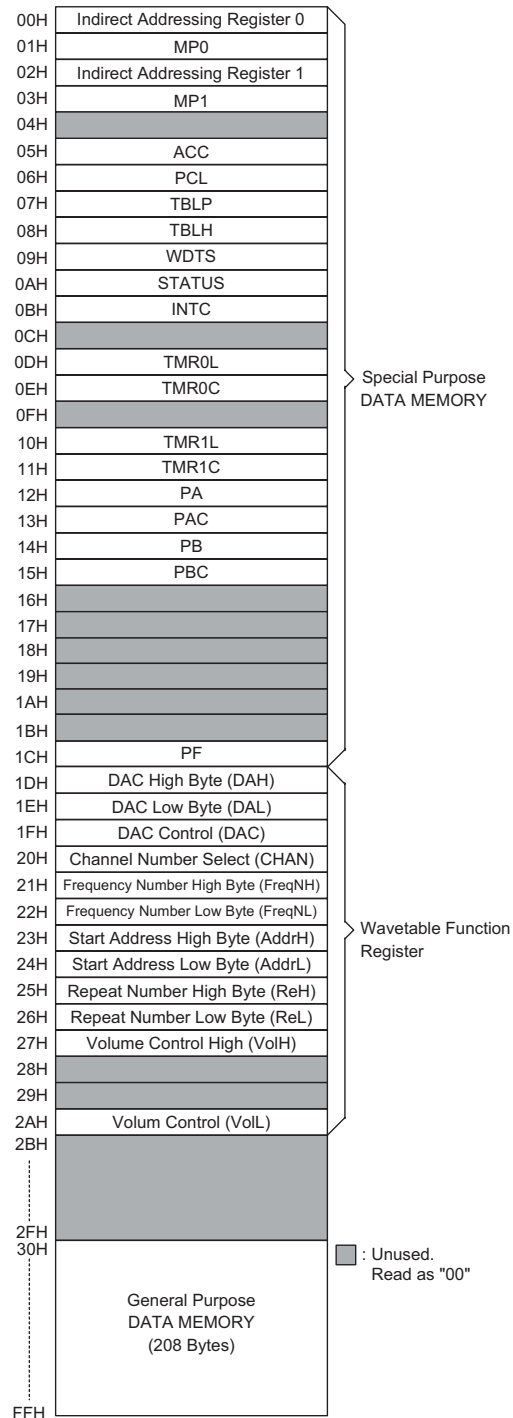 00H Indirect Addressing Register 0
01H MP0
02H Indirect Addressing Register 1
03H MP1
04H
05H ACC
06H PCL
07H TBLP
08H TBLH
09H WDTS
0AH STATUS
0BH INTC
0CH
0DH TMR0L
0EH TMR0C
0FH
10H TMR1L
11H TMR1C
12H PA
13H PAC
14H PB
15H PBC
16H
17H
18H
19H
1AH
1BH
1CH PF
Special Purpose
DATA MEMORY
1DH DAC High Byte (DAH)
1EH DAC Low Byte (DAL)
1FH DAC Control (DAC)
20H Channel Number Select (CHAN)
21H Frequency Number High Byte (FreqNH)
22H Frequency Number Low Byte (FreqNL)
23H Start Address High Byte (AddrH)
24H Start Address Low Byte (AddrL)
25H Repeat Number High Byte (ReH)
26H Repeat Number Low Byte (ReL)
27H Volume Control High (VolH)
28H
29H
2AH Volum Control (VolL)
Wavetable Function
Register
2BH
2FH
30H
General Purpose
DATA MEMORY
(208 Bytes)
FFH
: Unused.
Read as "00"